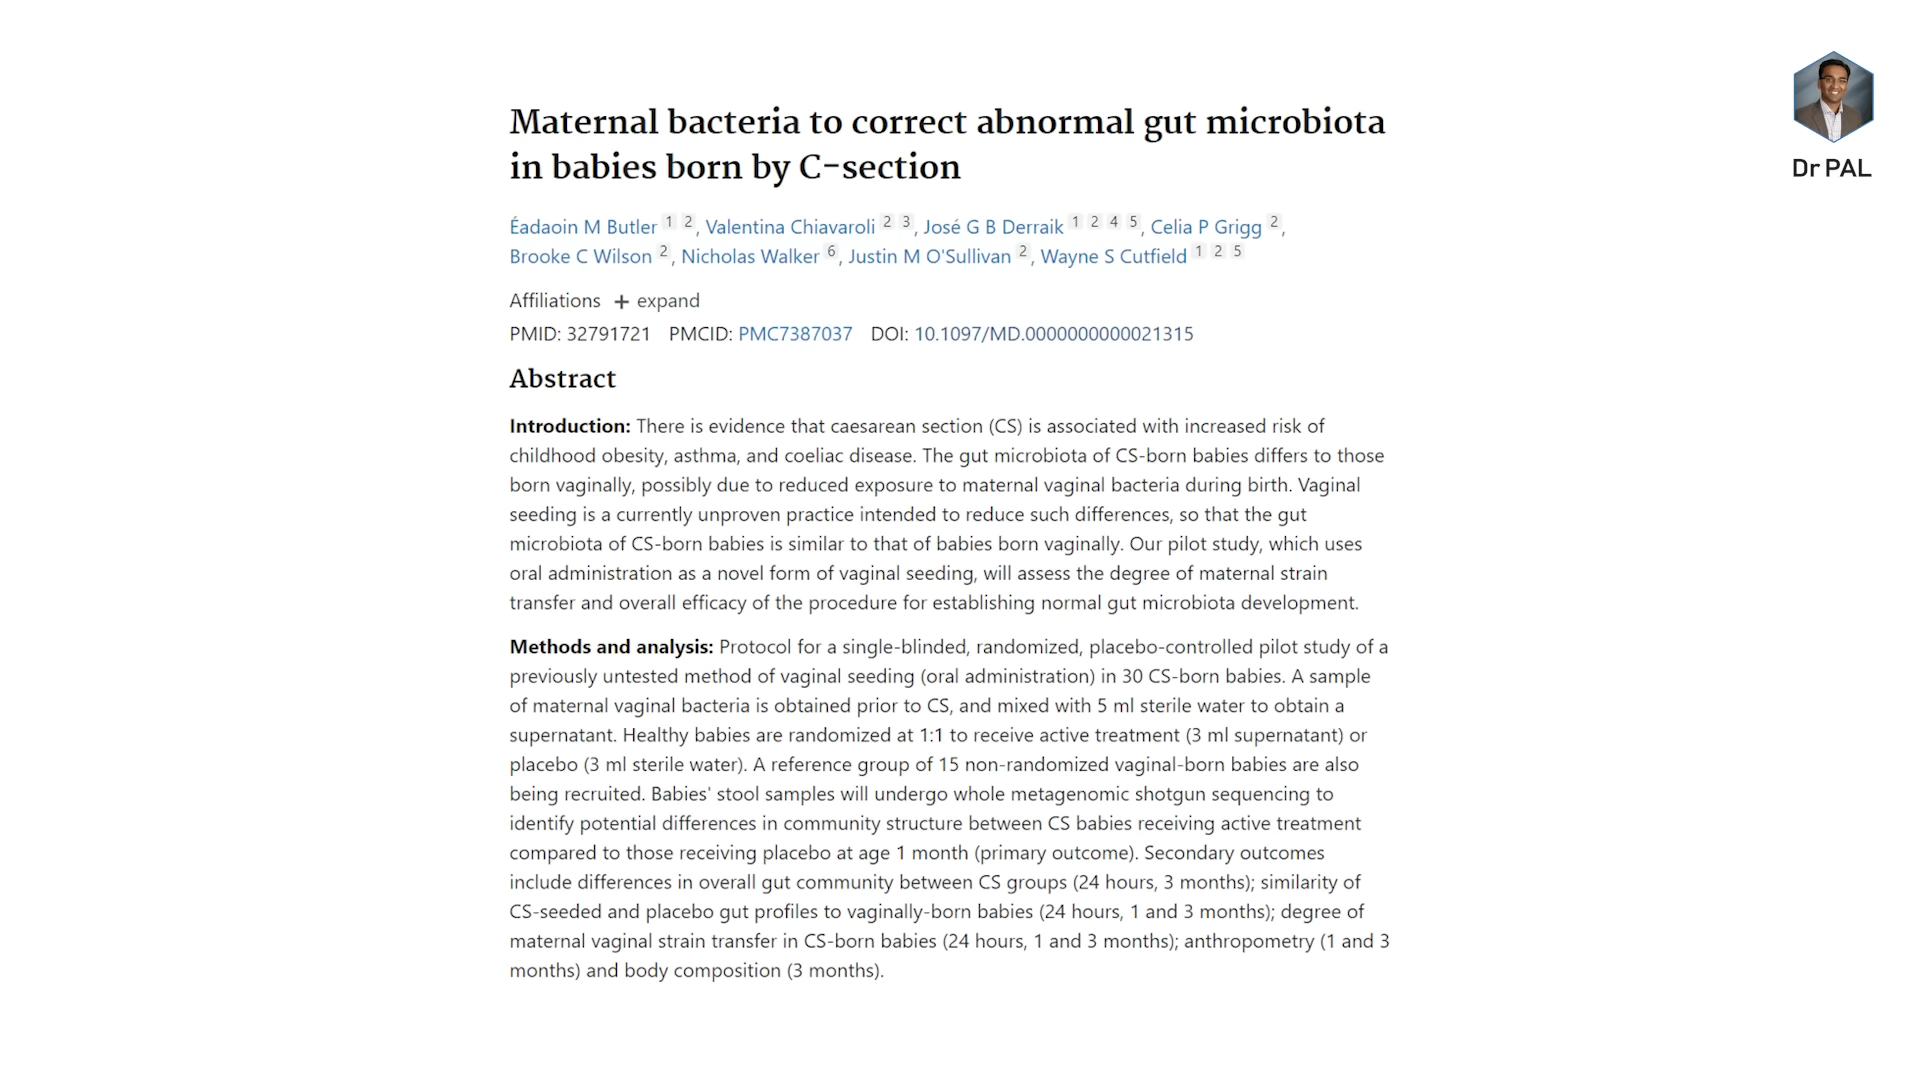 Maternal bacteria to correct abnormal gut microbiota
in babies born by C-section
Dr PAL
Éadaoin M Butler 1 2, Valentina Chiavaroli 2 3, José G B Derraik 1 2 4 5, Celia P Grigg 2,
Brooke C Wilson 2, Nicholas Walker 6, Justin M O'Sullivan 2, Wayne S Cutfield 1 2 5
Affiliations + expand
PMID: 32791721 PMCID: PMC7387037 DOI: 10.1097/MD.0000000000021315
Abstract
Introduction: There is evidence that caesarean section (CS) is associated with increased risk of
childhood obesity, asthma, and coeliac disease. The gut microbiota of CS-born babies differs to those
born vaginally, possibly due to reduced exposure to maternal vaginal bacteria during birth. Vaginal
seeding is a currently unproven practice intended to reduce such differences, so that the gut
microbiota of CS-born babies is similar to that of babies born vaginally. Our pilot study, which uses
oral administration as a novel form of vaginal seeding, will assess the degree of maternal strain
transfer and overall efficacy of the procedure for establishing normal gut microbiota development.
Methods and analysis: Protocol for a single-blinded, randomized, placebo-controlled pilot study of a
previously untested method of vaginal seeding (oral administration) in 30 CS-born babies. A sample
of maternal vaginal bacteria is obtained prior to CS, and mixed with 5 ml sterile water to obtain a
supernatant. Healthy babies are randomized at 1:1 to receive active treatment (3 ml supernatant) or
placebo (3 ml sterile water). A reference group of 15 non-randomized vaginal-born babies are also
being recruited. Babies' stool samples will undergo whole metagenomic shotgun sequencing to
identify potential differences in community structure between CS babies receiving active treatment
compared to those receiving placebo at age 1 month (primary outcome). Secondary outcomes
include differences in overall gut community between CS groups (24 hours, 3 months); similarity of
CS-seeded and placebo gut profiles to vaginally-born babies (24 hours, 1 and 3 months); degree of
maternal vaginal strain transfer in CS-born babies (24 hours, 1 and 3 months); anthropometry (1 and 3
months) and body composition (3 months).